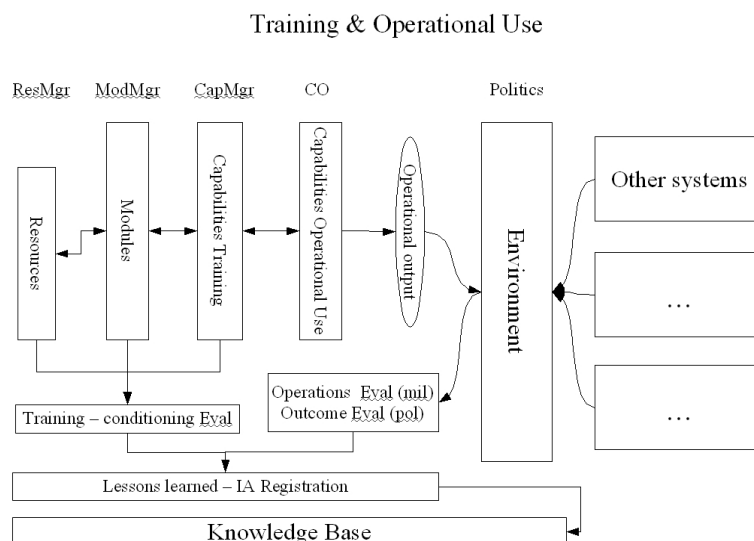 Training & Operational Use
ResMgr ModMgr CapMgr CO Politics
Resources
Modules
Capabilities Training
Capabilities Operational Use
Operational output
Environment
Other systems
…
…
Operations Eval (mil)
Outcome Eval (pol)
Training – conditioning Eval
Lessons learned – IA Registration
Knowledge Base